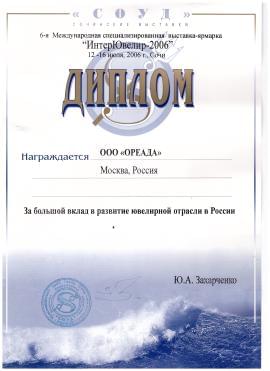 « СОУД »
СОЧИНСКИЕ ВЫСТАВКИ
6-я Международная специализированная выставка-ярмарка
"ИнтерЮвелир-2006"
12 -16 июля, 2006 г., Сочи
ДИПЛОМ
Награждается ООО «ОРЕАДА»
Москва, Россия
За большой вклад в развитие ювелирной отрасли в России
Ю.А. Захарченко